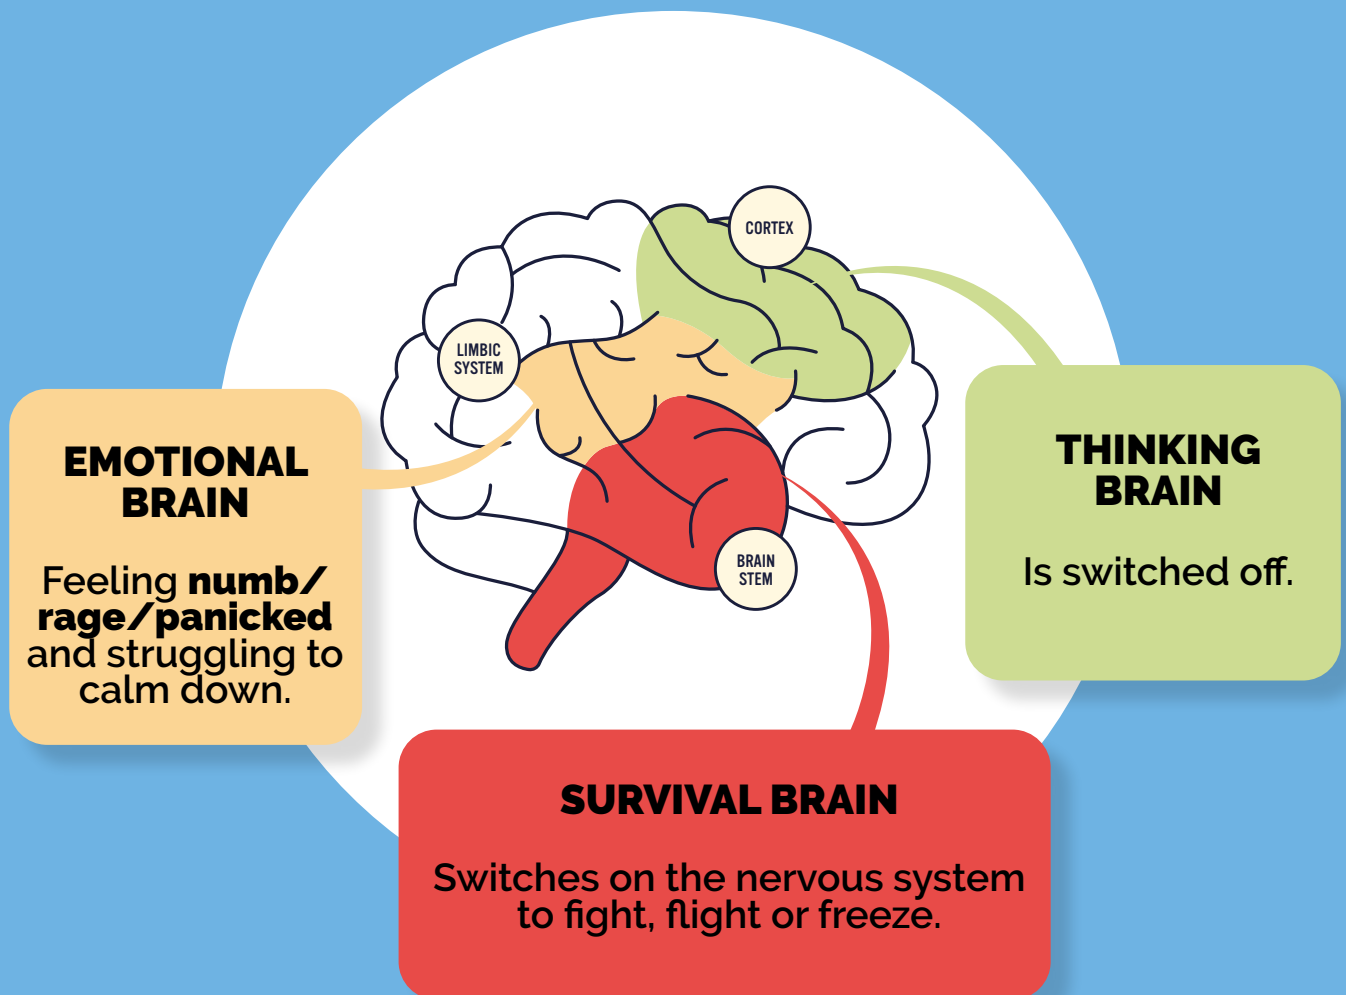 CORTEX
LIMBIC
SYSTEM
BRAIN
STEM
EMOTIONAL
BRAIN
Feeling numb/
rage/panicked
and struggling to
calm down.
THINKING
BRAIN
Is switched off.
SURVIVAL BRAIN
Switches on the nervous system
to fight, flight or freeze.